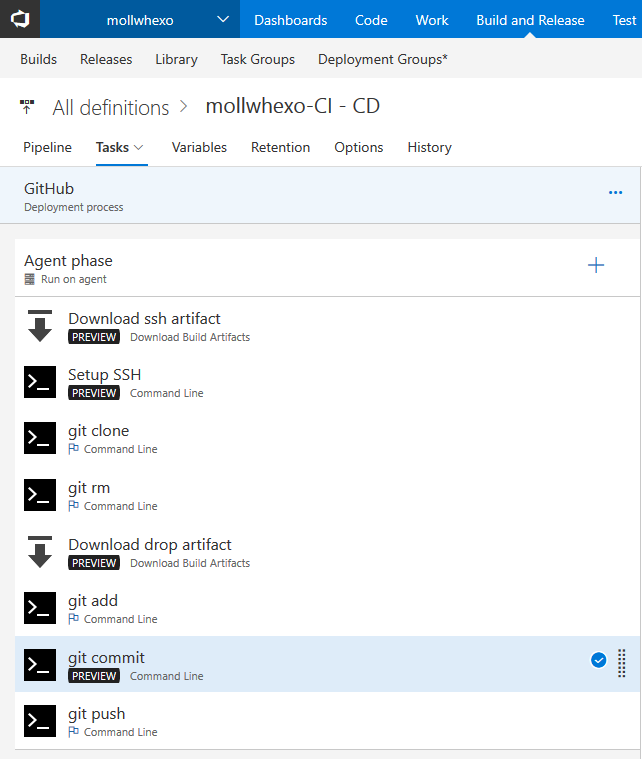 mollwhexo Dashboards Code Work Build and Release Test
Builds Releases Library Task Groups Deployment Groups*
All definitions > mollwhexo-CI - CD
Pipeline Tasks Variables Retention Options History
GitHub
Deployment process
Agent phase
Run on agent
Download ssh artifact
PREVIEW Download Build Artifacts
Setup SSH
PREVIEW Command Line
git clone
Command Line
git rm
Command Line
Download drop artifact
PREVIEW Download Build Artifacts
git add
Command Line
git commit
PREVIEW Command Line
git push
Command Line